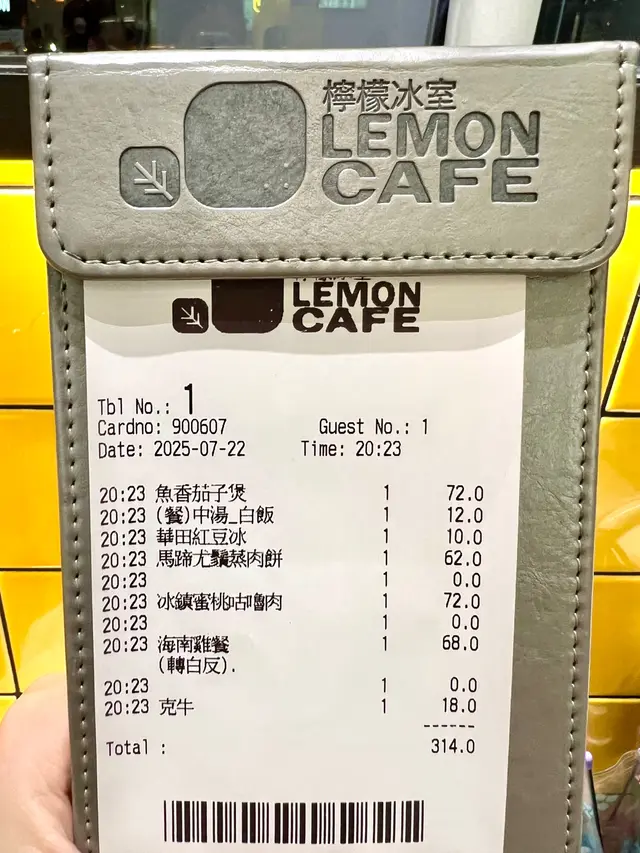 檸檬冰室
LEMON
CAFE
LEMON
CAFE
Tbl No.: 1
Cardno: 900607 Guest No.: 1
Date: 2025-07-22 Time: 20:23
20:23 魚香茄子煲 1 72.0
20:23 (餐)中湯_白飯 1 12.0
20:23 華田紅豆冰 1 10.0
20:23 馬蹄尤鬚蒸肉餅 1 62.0
20:23 1 0.0
20:23 冰鎮蜜桃咕嚕肉 1 72.0
20:23 1 0.0
20:23 海南雞餐 1 68.0
(轉白反).
20:23 1 0.0
20:23 克牛 1 18.0
------
Total : 314.0